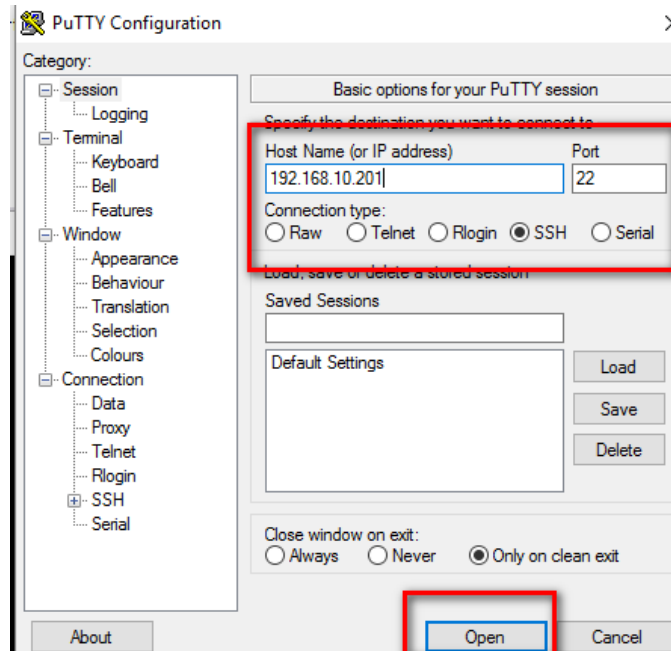 PuTTY Configuration
Category:
Session
Logging
Terminal
Keyboard
Bell
Features
Window
Appearance
Behaviour
Translation
Selection
Colours
Connection
Data
Proxy
Telnet
Rlogin
SSH
Serial
Basic options for your PuTTY session
Specify the destination you want to connect to
Host Name (or IP address) Port
192.168.10.201 22
Connection type:
Raw Telnet Rlogin SSH Serial
Load, save or delete a stored session
Saved Sessions
Default Settings
Load
Save
Delete
Close window on exit:
Always Never Only on clean exit
About Open Cancel